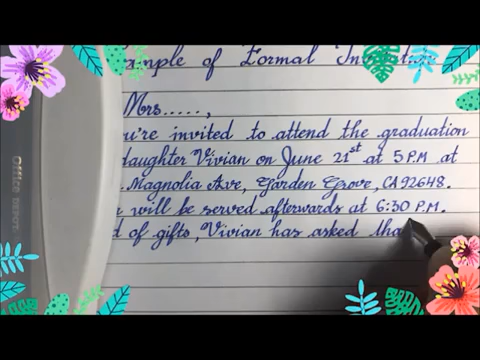 ample of Formal Invitation
Mrs.....,
you're invited to attend the graduation
daughter Vivian on June 21st at 5 P.M at
Magnolia Ave, Garden Grove, CA 92648.
will be served afterwards at 6:30 P.M.
of gifts, Vivian has asked tha
Office DEPOT